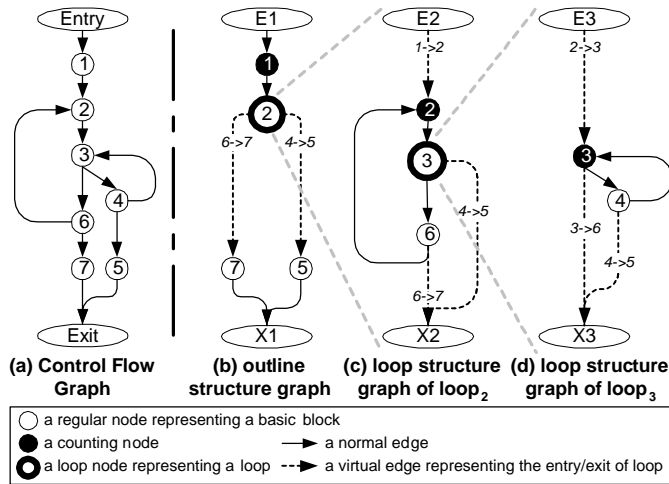 Entry
E1
E2
E3
1
1
1->2
2->3
2
2
2
3
3
3
6->7
4->5
4
4
4->5
6
6
3->6
4->5
7
5
7
5
6->7
Exit
X1
X2
X3
(a) Control Flow
Graph
(b) outline
structure graph
(c) loop structure
graph of loop2
(d) loop structure
graph of loop3
a regular node representing a basic block
a counting node
a normal edge
a loop node representing a loop
a virtual edge representing the entry/exit of loop